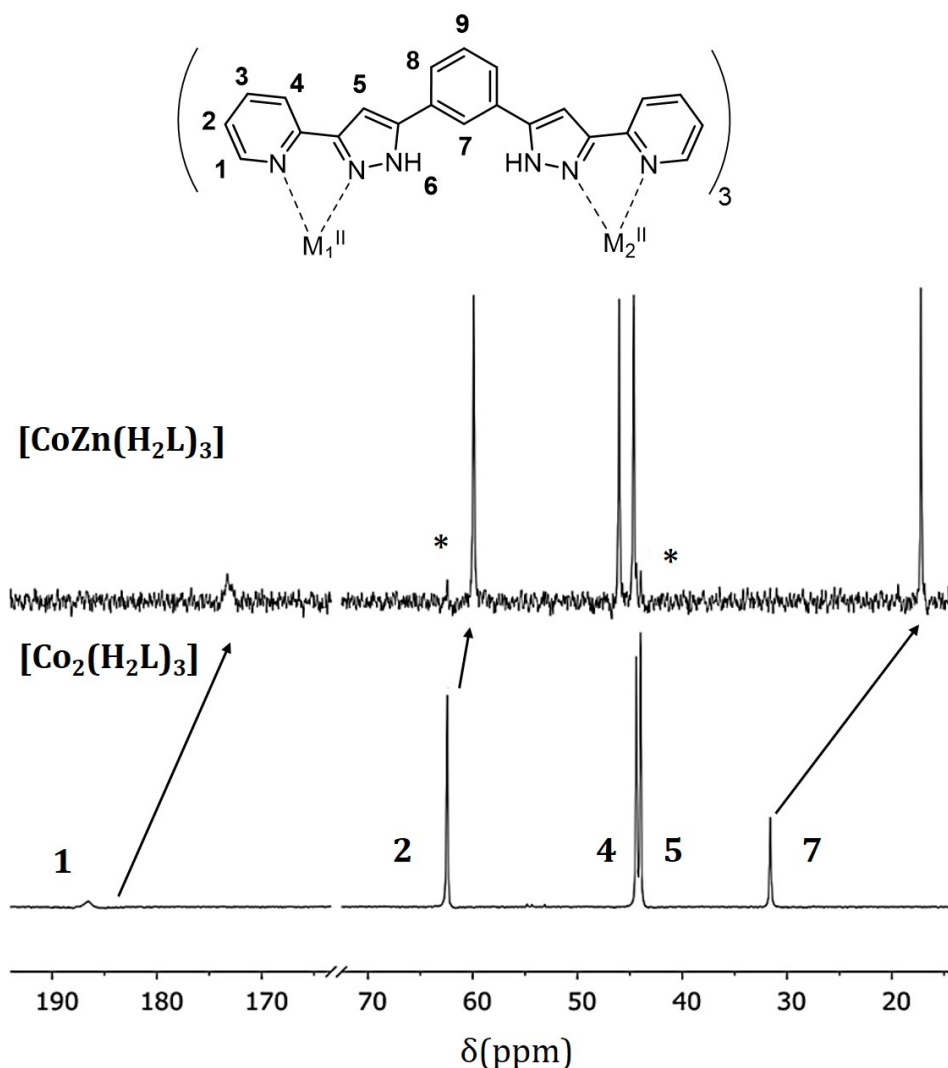 9
8
3 4 5
2
7
1 N N NH HN N N
6
3
M₁ᴵᴵ M₂ᴵᴵ
[CoZn(H₂L)₃]
* *
[Co₂(H₂L)₃]
1 2 4 5 7
190 180 170 70 60 50 40 30 20
δ(ppm)